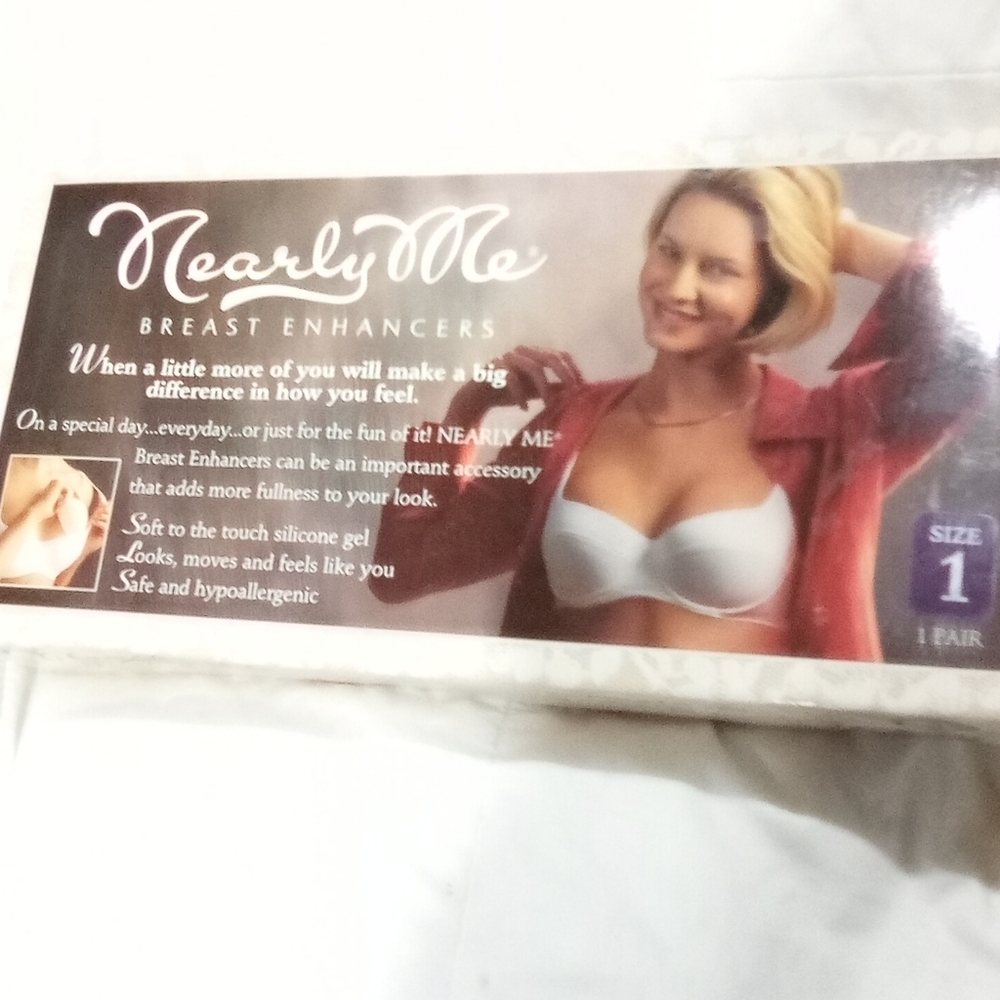 Nearly Me®
BREAST ENHANCERS
When a little more of you will make a big
difference in how you feel.
On a special day...everyday...or just for the fun of it! NEARLY ME®
Breast Enhancers can be an important accessory
that adds more fullness to your look.
Soft to the touch silicone gel
Looks, moves and feels like you
Safe and hypoallergenic
SIZE
1
1 PAIR